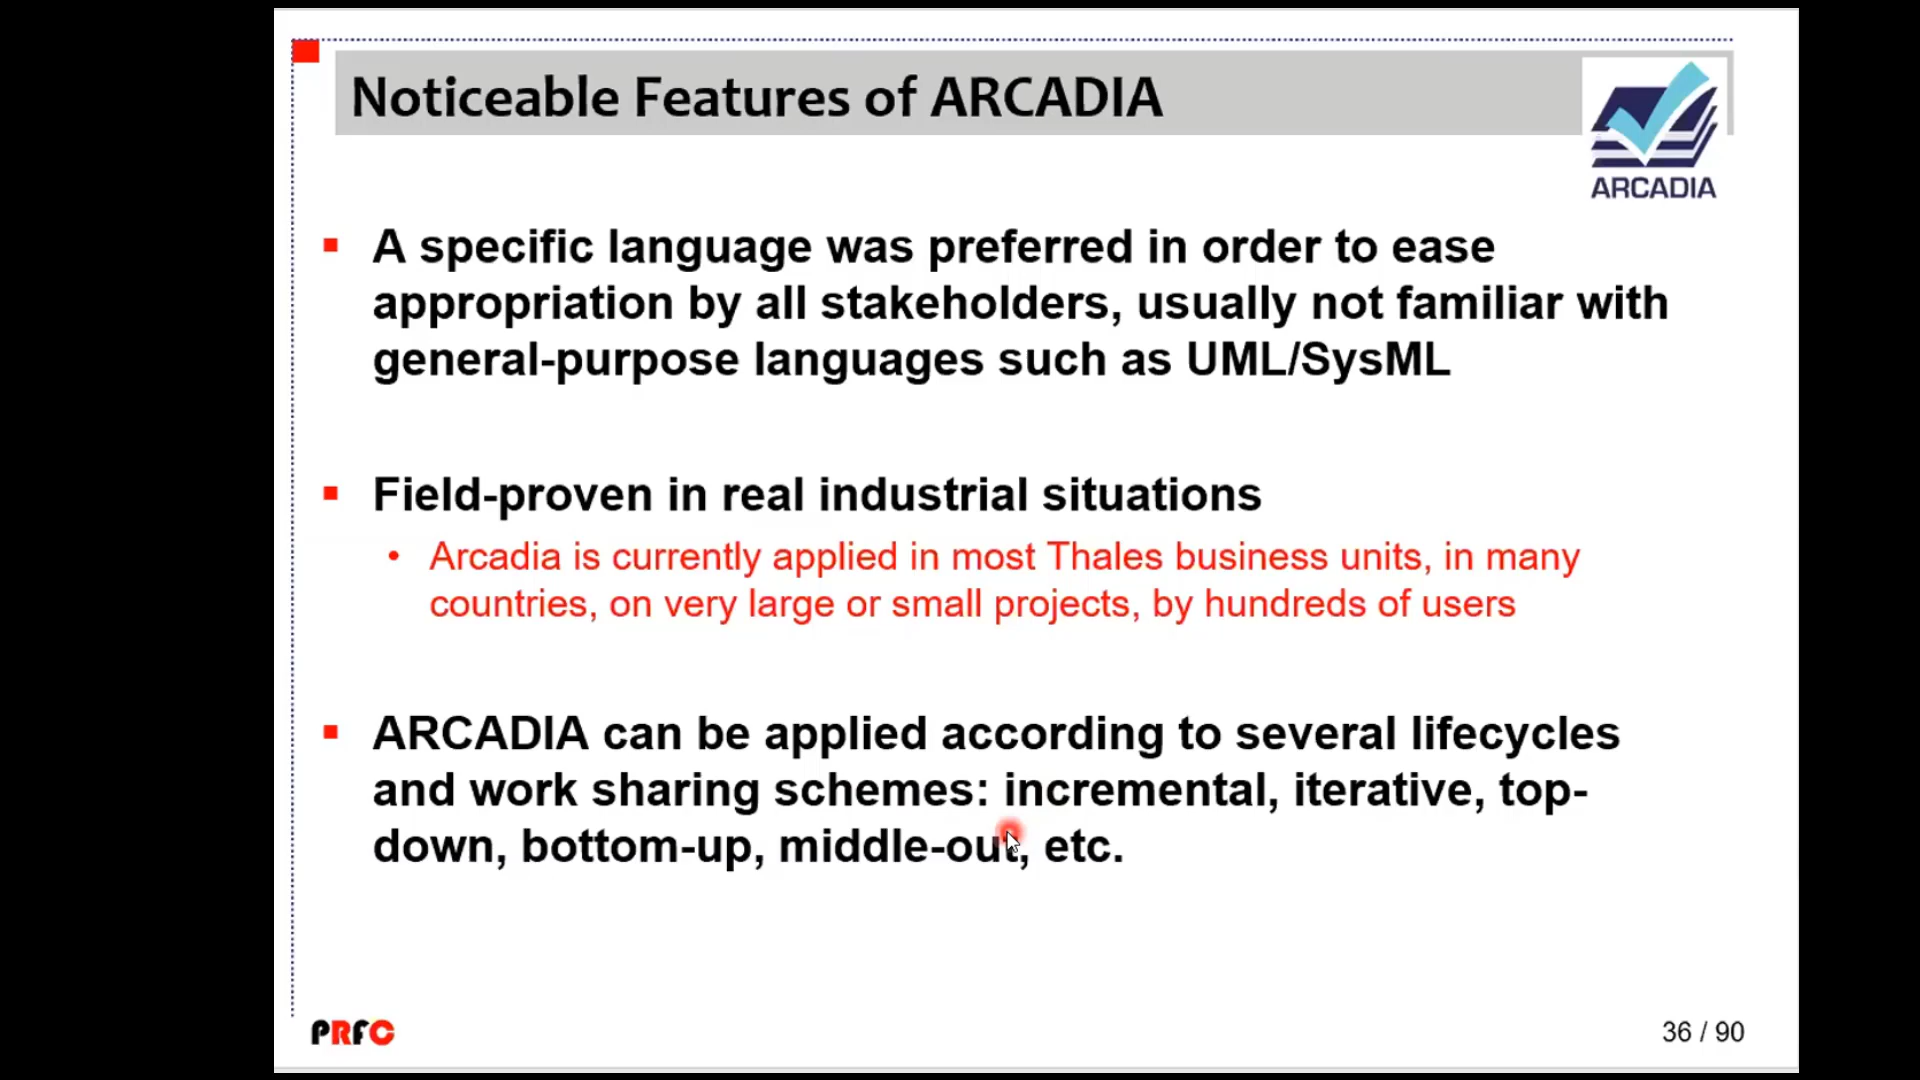 Noticeable Features of ARCADIA
ARCADIA
A specific language was preferred in order to ease
appropriation by all stakeholders, usually not familiar with
general-purpose languages such as UML/SysML
Field-proven in real industrial situations
Arcadia is currently applied in most Thales business units, in many
countries, on very large or small projects, by hundreds of users
ARCADIA can be applied according to several lifecycles
and work sharing schemes: incremental, iterative, top-
down, bottom-up, middle-out, etc.
PRFC
36 / 90